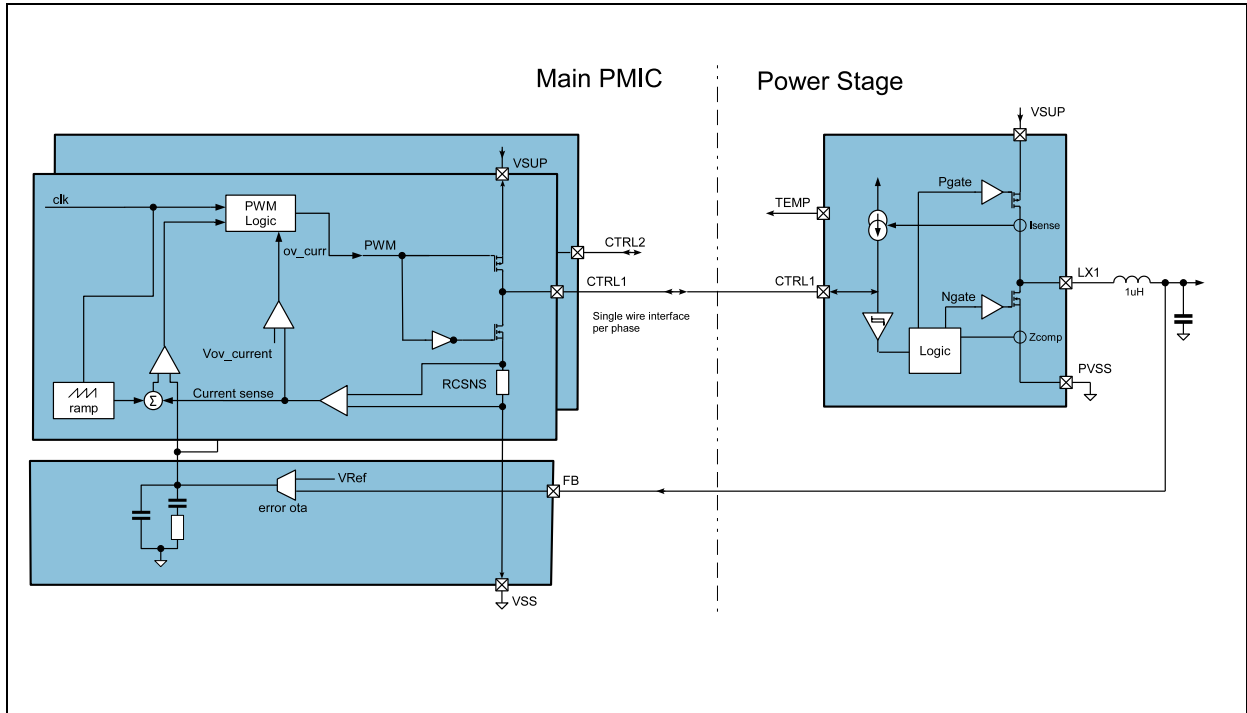 Main PMIC
Power Stage
VSUP
VSUP
clk
PWM
Logic
Pgate
TEMP
Isense
ov_curr
PWM
CTRL2
CTRL1
CTRL1
LX1
1uH
Ngate
Single wire interface
per phase
Vov_current
Logic
Zcomp
RCSNS
PVSS
Current sense
ramp
Σ
VRef
FB
error ota
VSS